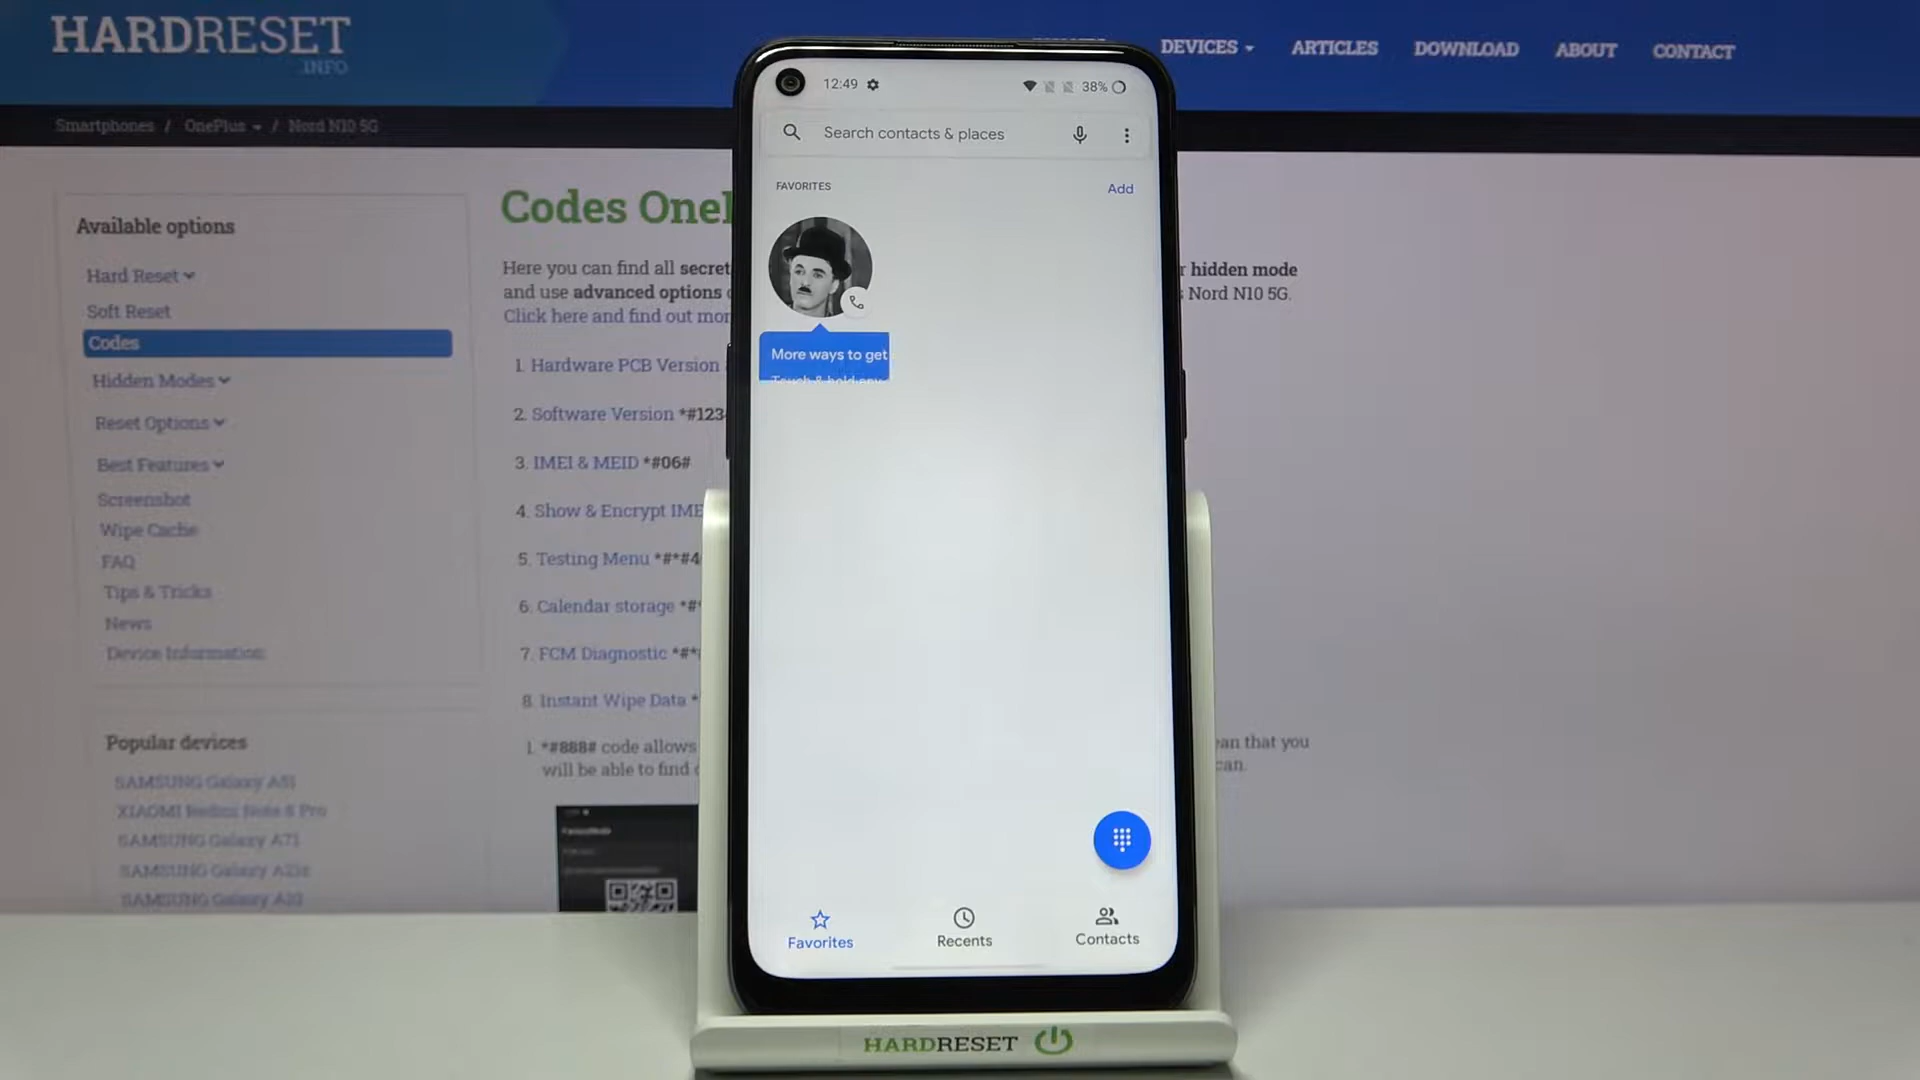 HARDRESET
.INFO
DEVICES
ARTICLES
DOWNLOAD
ABOUT
CONTACT
Smartphones / OnePlus / Nord N10 5G
Available options
Hard Reset
Soft Reset
Codes
Hidden Modes
Reset Options
Best Features
Screenshot
Wipe Cache
FAQ
Tips & Tricks
News
Device Information
Popular devices
SAMSUNG Galaxy A51
XIAOMI Redmi Note 8 Pro
SAMSUNG Galaxy A71
SAMSUNG Galaxy A21s
SAMSUNG Galaxy A10
Codes One
Here you can find all secret
and use advanced options
Click here and find out mor
r hidden mode
s Nord N10 5G.
1. Hardware PCB Version
2. Software Version *#123
3. IMEI & MEID *#06#
4. Show & Encrypt IME
5. Testing Menu *#*#4
6. Calendar storage *#
7. FCM Diagnostic *#*
8. Instant Wipe Data *
1. *#888# code allows
will be able to find
an that you
can.
12:49
38%
Search contacts & places
FAVORITES
Add
More ways to get
Touch & hold any
Favorites
Recents
Contacts
HARDRESET